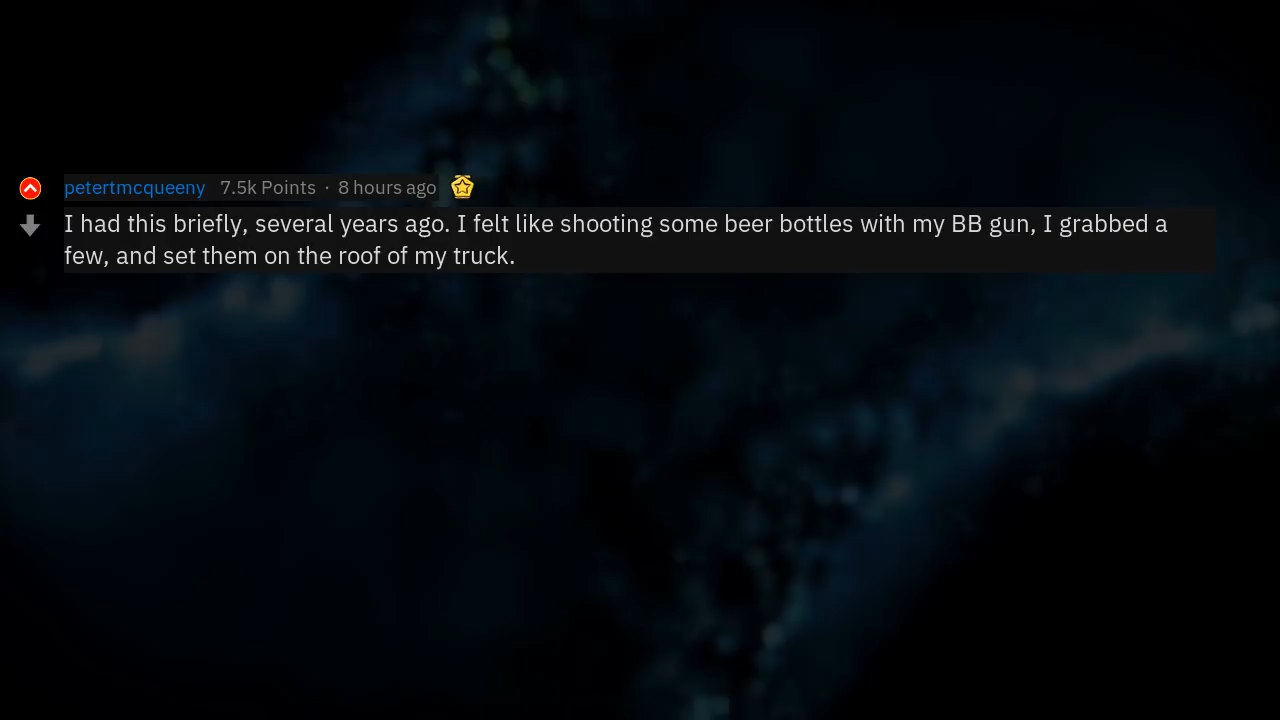 petertmcqueeny 7.5k Points · 8 hours ago
I had this briefly, several years ago. I felt like shooting some beer bottles with my BB gun, I grabbed a
few, and set them on the roof of my truck.